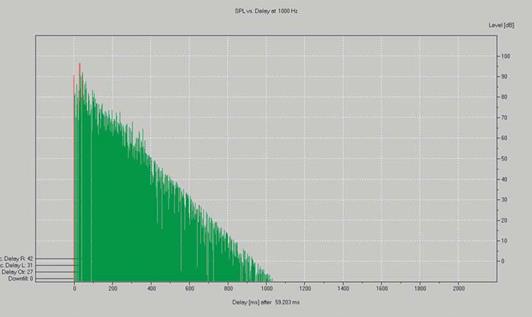 SPL vs. Delay at 1000 Hz
Level [dB]
100
90
80
70
60
50
40
30
20
10
0
c. Delay R: 42
c. Delay L: 31
Delay Ctr: 27
Downfill: 0
0 200 400 600 800 1000 1200 1400 1600 1800 2000
Delay [ms] after 59.203 ms